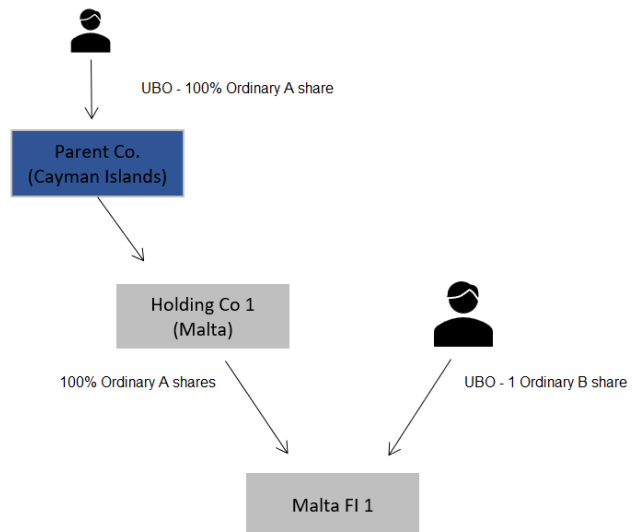 UBO - 100% Ordinary A share
Parent Co.
(Cayman Islands)
Holding Co 1
(Malta)
100% Ordinary A shares
UBO - 1 Ordinary B share
Malta FI 1